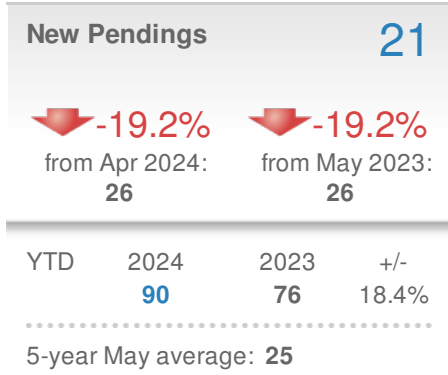 New Pendings 21
-19.2% -19.2%
from Apr 2024: from May 2023:
26 26
YTD 2024 2023 +/-
90 76 18.4%
5-year May average: 25